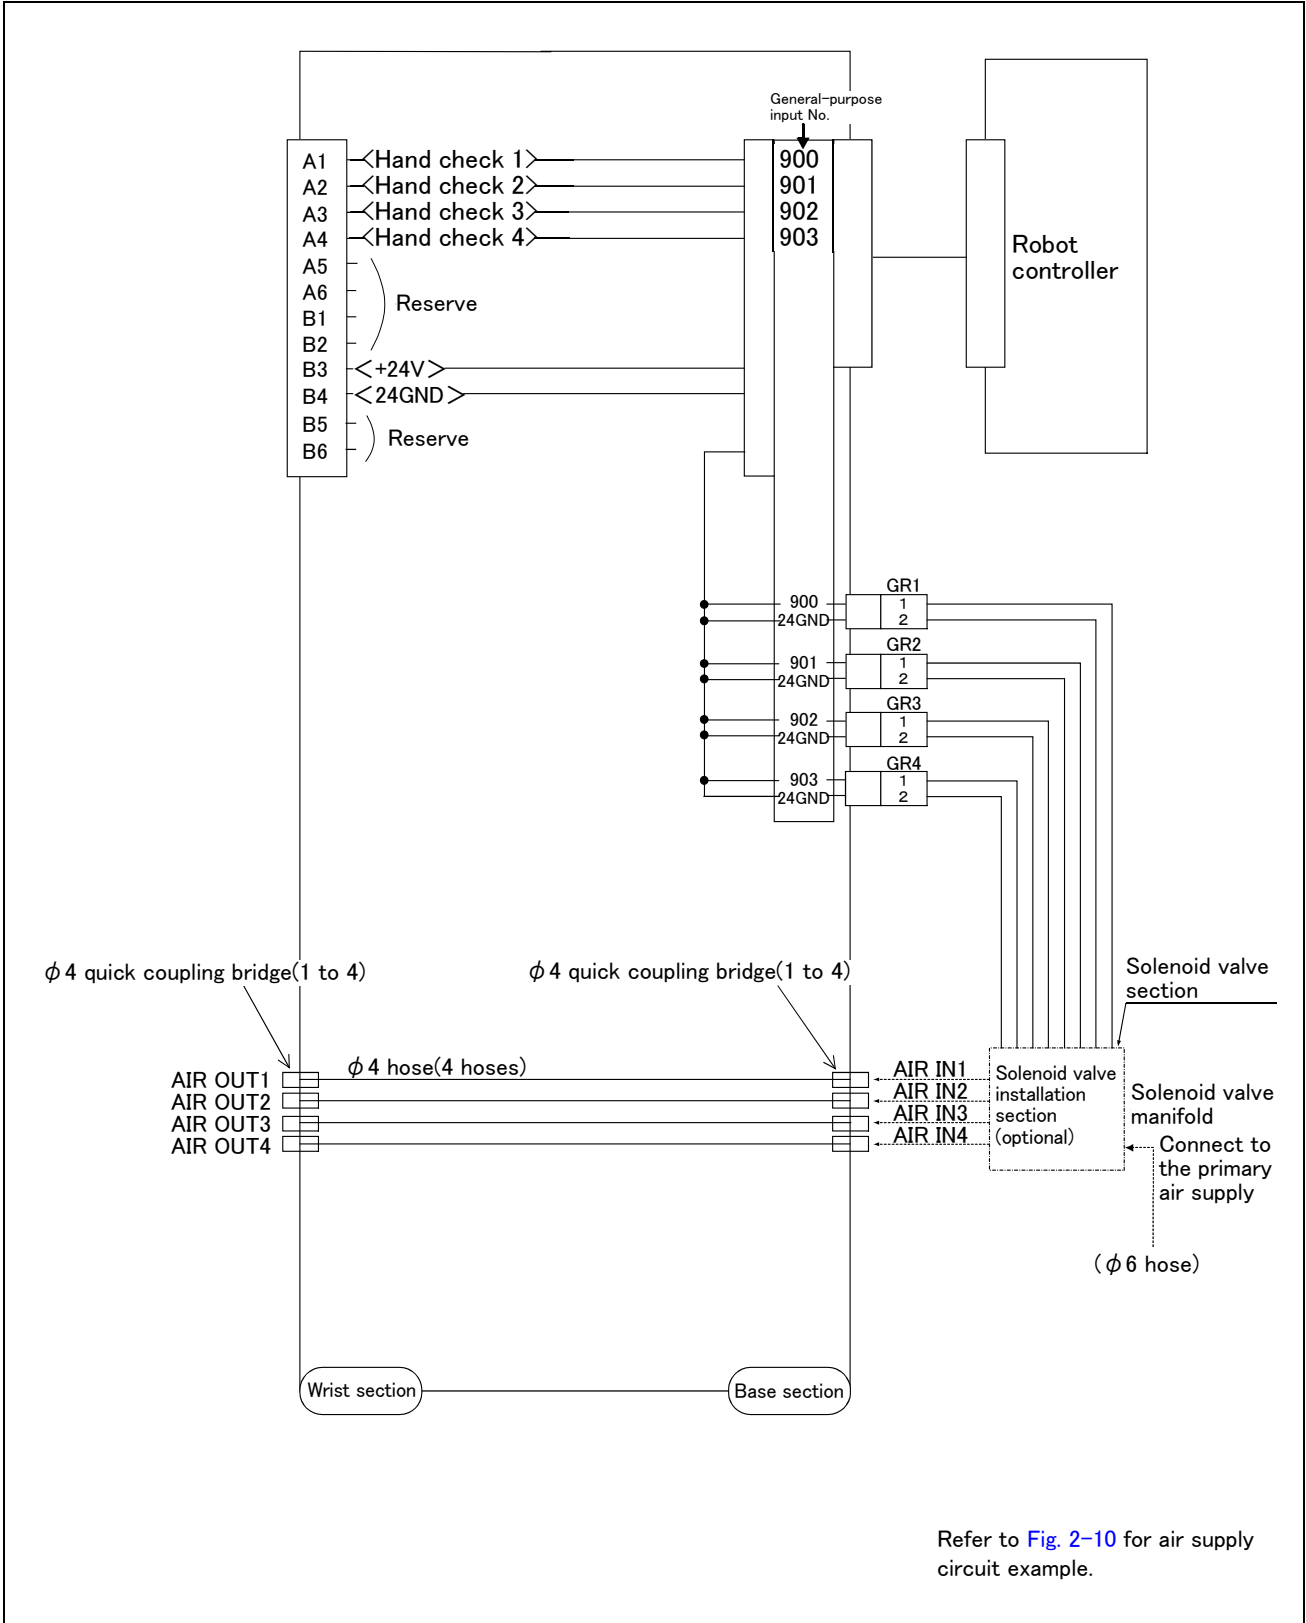 General-purpose
input No.
A1 <Hand check 1> 900
A2 <Hand check 2> 901
A3 <Hand check 3> 902
A4 <Hand check 4> 903
A5
A6
B1
B2
Reserve
B3 <+24V>
B4 <24GND>
B5
B6
Reserve
Robot
controller
GR1
900 1
24GND 2
GR2
901 1
24GND 2
GR3
902 1
24GND 2
GR4
903 1
24GND 2
φ4 quick coupling bridge(1 to 4)
φ4 quick coupling bridge(1 to 4)
Solenoid valve
section
φ4 hose(4 hoses)
AIR OUT1
AIR OUT2
AIR OUT3
AIR OUT4
AIR IN1
AIR IN2
AIR IN3
AIR IN4
Solenoid valve
installation
section
(optional)
Solenoid valve
manifold
Connect to
the primary
air supply
(φ6 hose)
Wrist section
Base section
Refer to Fig. 2-10 for air supply
circuit example.